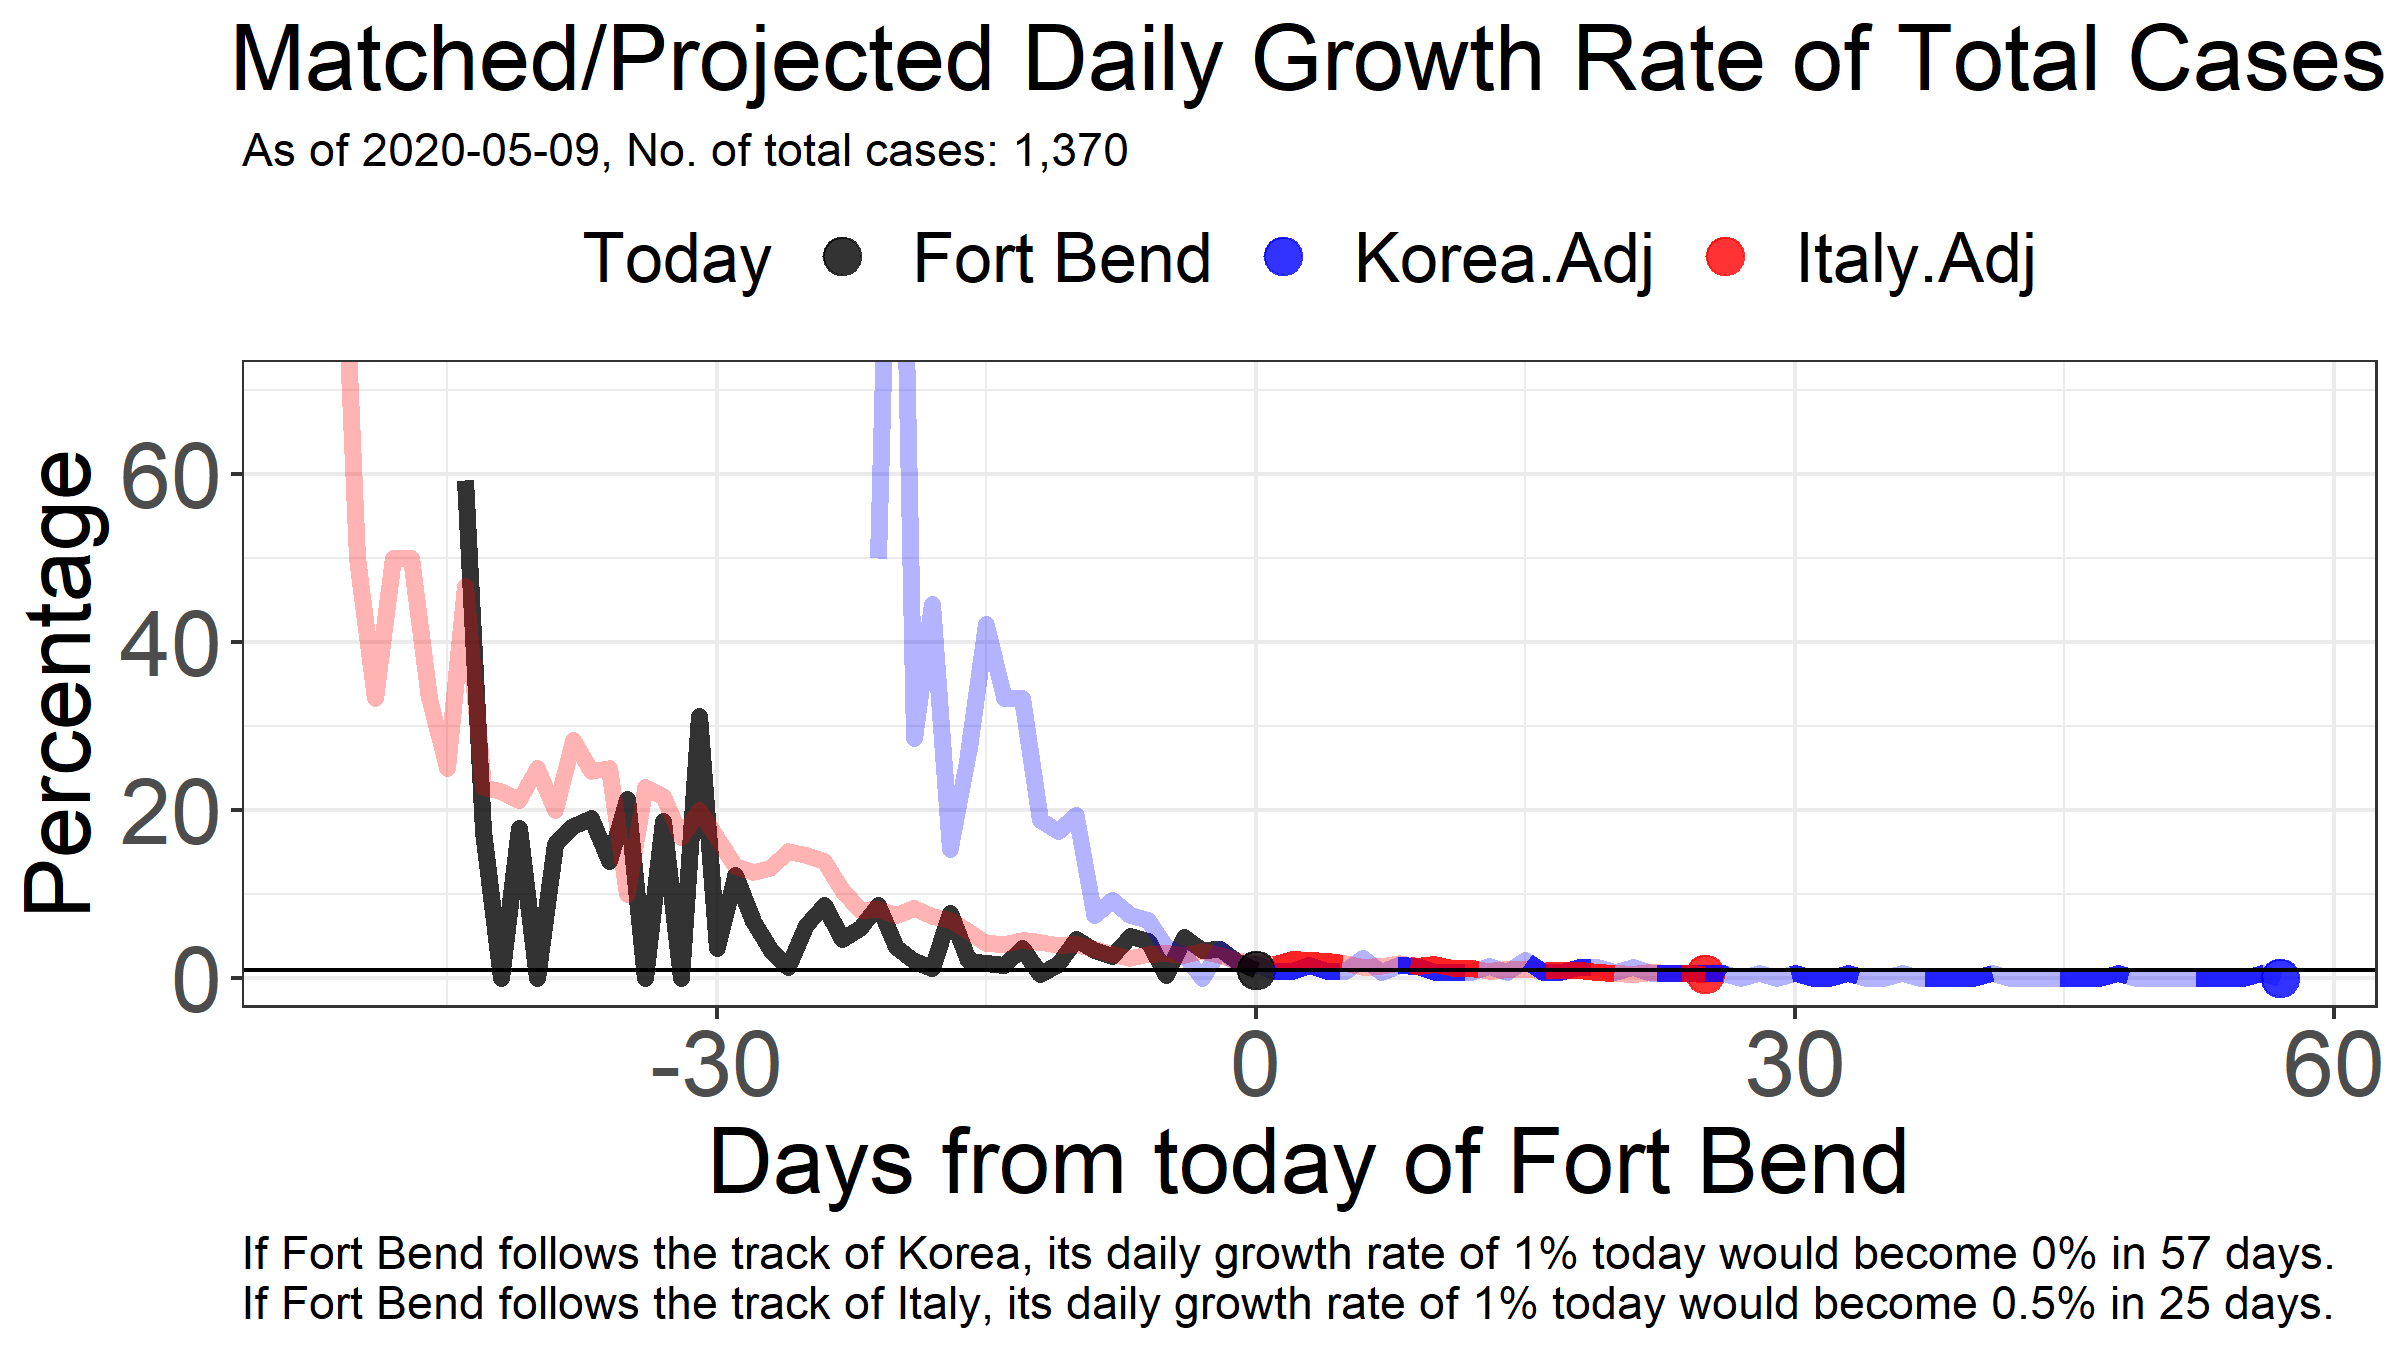 Matched/Projected Daily Growth Rate of Total Cases
As of 2020-05-09, No. of total cases: 1,370
Today Fort Bend Korea.Adj Italy.Adj
Percentage
60
40
20
0
-30 0 30 60
Days from today of Fort Bend
If Fort Bend follows the track of Korea, its daily growth rate of 1% today would become 0% in 57 days.
If Fort Bend follows the track of Italy, its daily growth rate of 1% today would become 0.5% in 25 days.